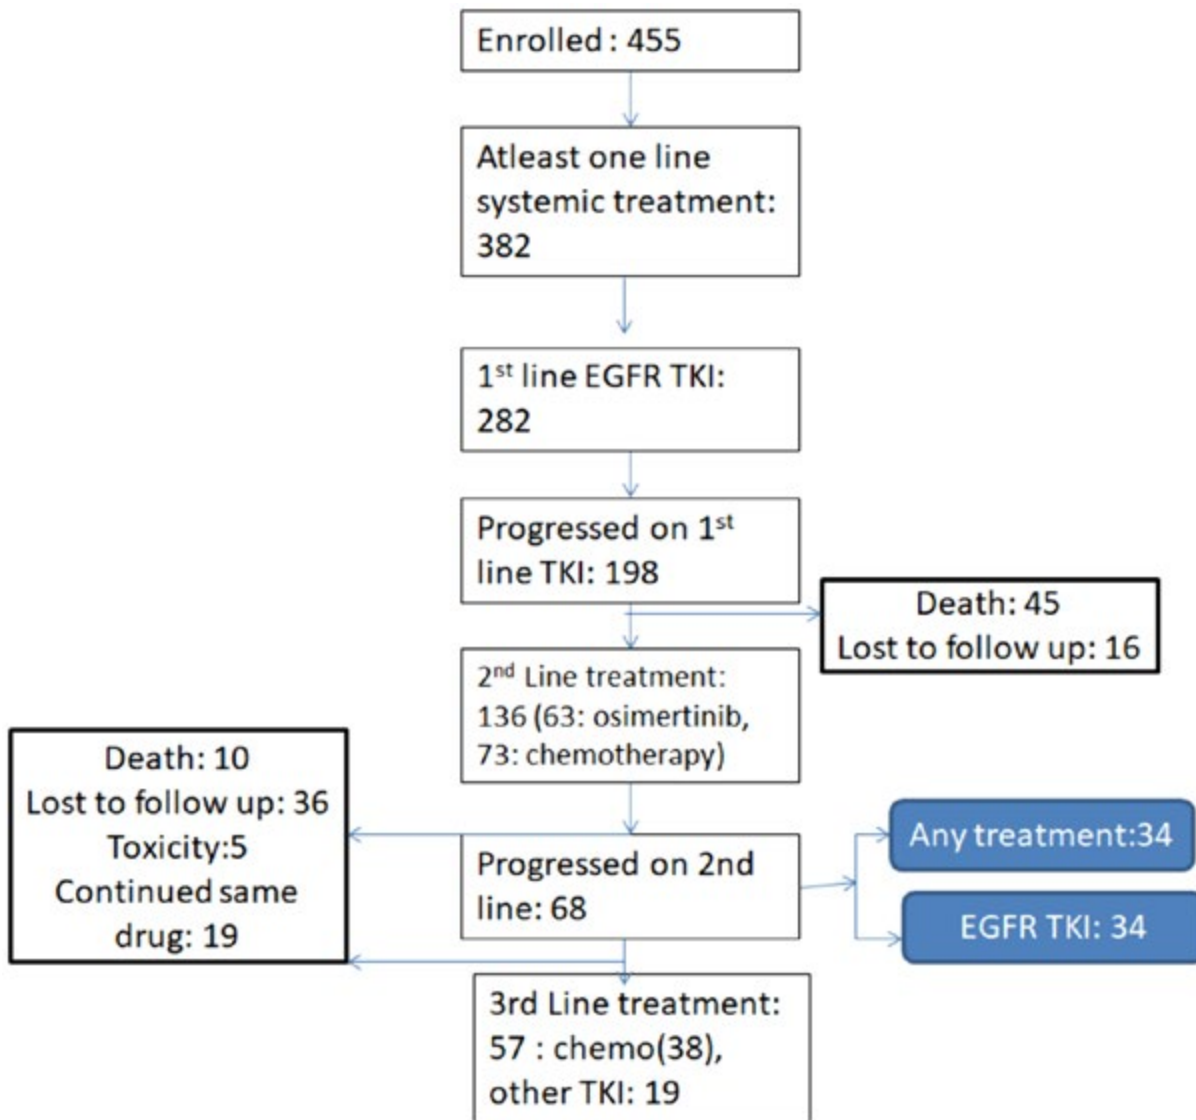 Enrolled : 455
Atleast one line
systemic treatment:
382
1st line EGFR TKI:
282
Progressed on 1st
line TKI: 198
Death: 45
Lost to follow up: 16
2nd Line treatment:
136 (63: osimertinib,
73: chemotherapy)
Death: 10
Lost to follow up: 36
Toxicity:5
Continued same
drug: 19
Progressed on 2nd
line: 68
Any treatment:34
EGFR TKI: 34
3rd Line treatment:
57 : chemo(38),
other TKI: 19